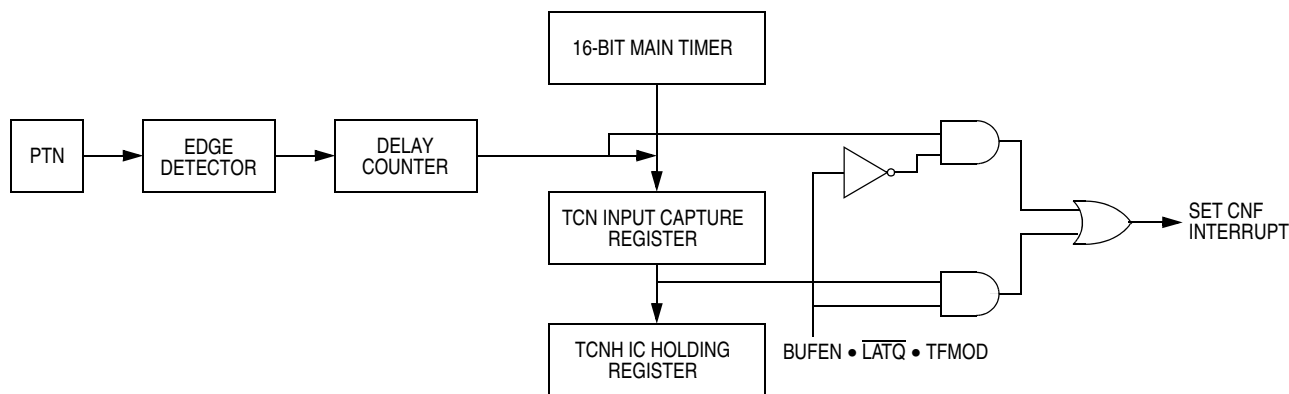 16-BIT MAIN TIMER
PTN
EDGE
DETECTOR
DELAY
COUNTER
TCN INPUT CAPTURE
REGISTER
SET CNF
INTERRUPT
TCNH IC HOLDING
REGISTER
BUFEN • L̅A̅T̅Q̅ • TFMOD